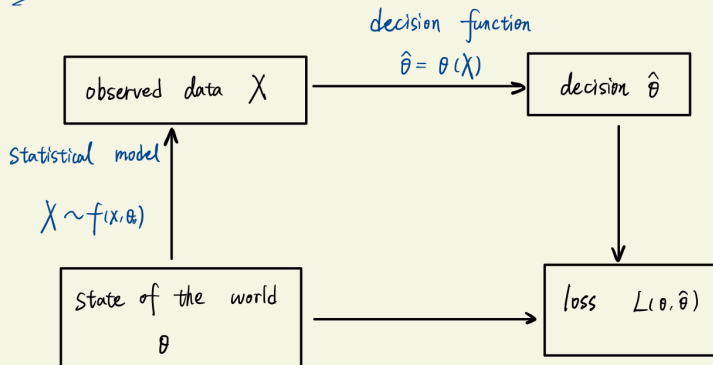 decision function
θ̂ = θ(X)
observed data X
decision θ̂
Statistical model
X ~ f(x,θ)
State of the world
θ
loss L(θ,θ̂)